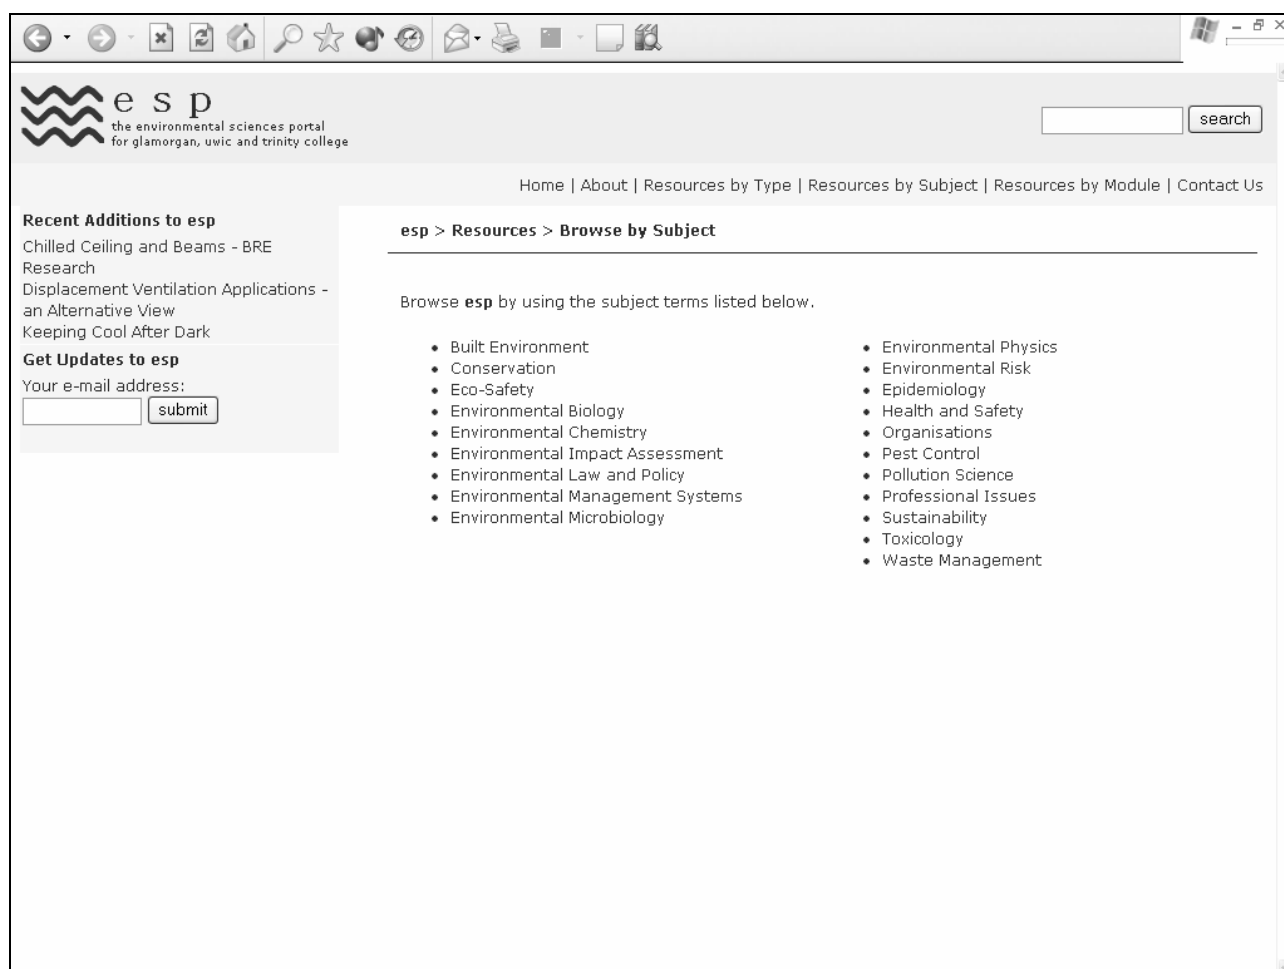 e s p
the environmental sciences portal
for glamorgan, uwic and trinity college
search
Home | About | Resources by Type | Resources by Subject | Resources by Module | Contact Us
Recent Additions to esp
Chilled Ceiling and Beams - BRE
Research
Displacement Ventilation Applications -
an Alternative View
Keeping Cool After Dark
Get Updates to esp
Your e-mail address:
submit
esp > Resources > Browse by Subject
Browse esp by using the subject terms listed below.
• Built Environment
• Conservation
• Eco-Safety
• Environmental Biology
• Environmental Chemistry
• Environmental Impact Assessment
• Environmental Law and Policy
• Environmental Management Systems
• Environmental Microbiology
• Environmental Physics
• Environmental Risk
• Epidemiology
• Health and Safety
• Organisations
• Pest Control
• Pollution Science
• Professional Issues
• Sustainability
• Toxicology
• Waste Management